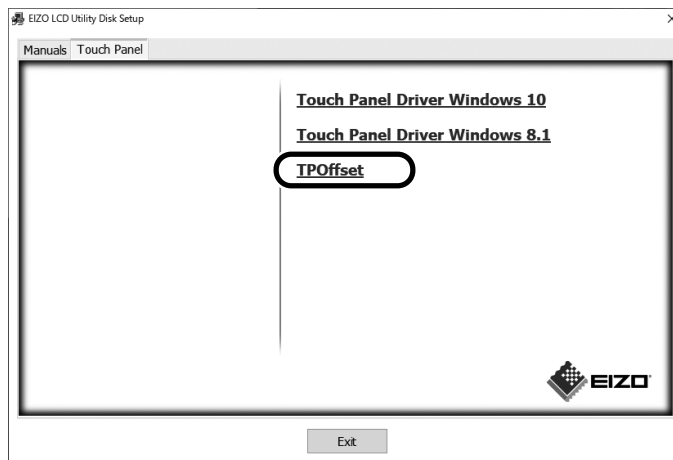 EIZO LCD Utility Disk Setup
Manuals Touch Panel
Touch Panel Driver Windows 10
Touch Panel Driver Windows 8.1
TPOffset
EIZO
Exit